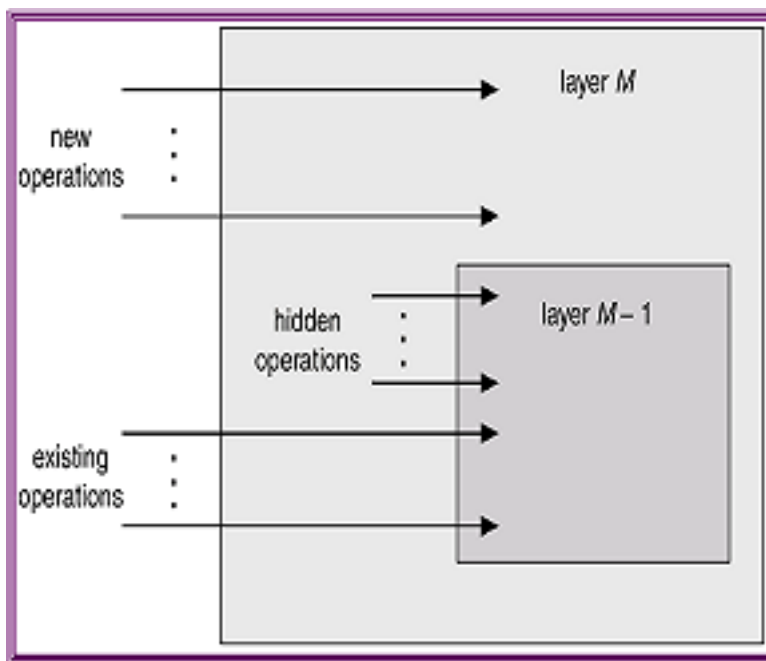 layer M
new
operations
hidden
operations
layer M – 1
existing
operations